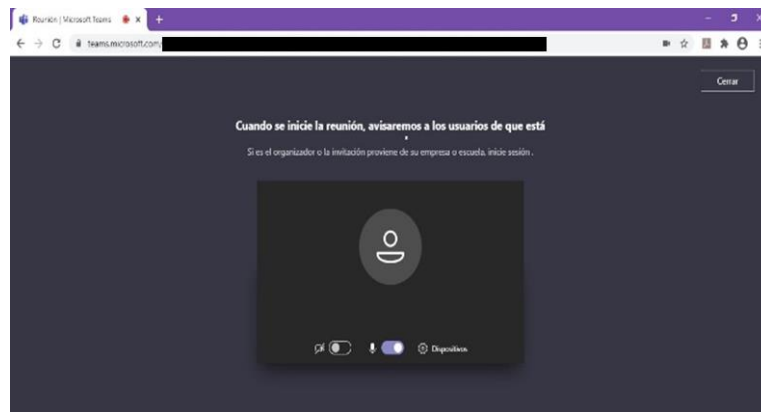 Reunión | Microsoft Teams
teams.microsoft.com/
Cerrar
Cuando se inicie la reunión, avisaremos a los usuarios de que está
Si es el organizador o la invitación proviene de su empresa o escuela, inicie sesión .
Dispositivos